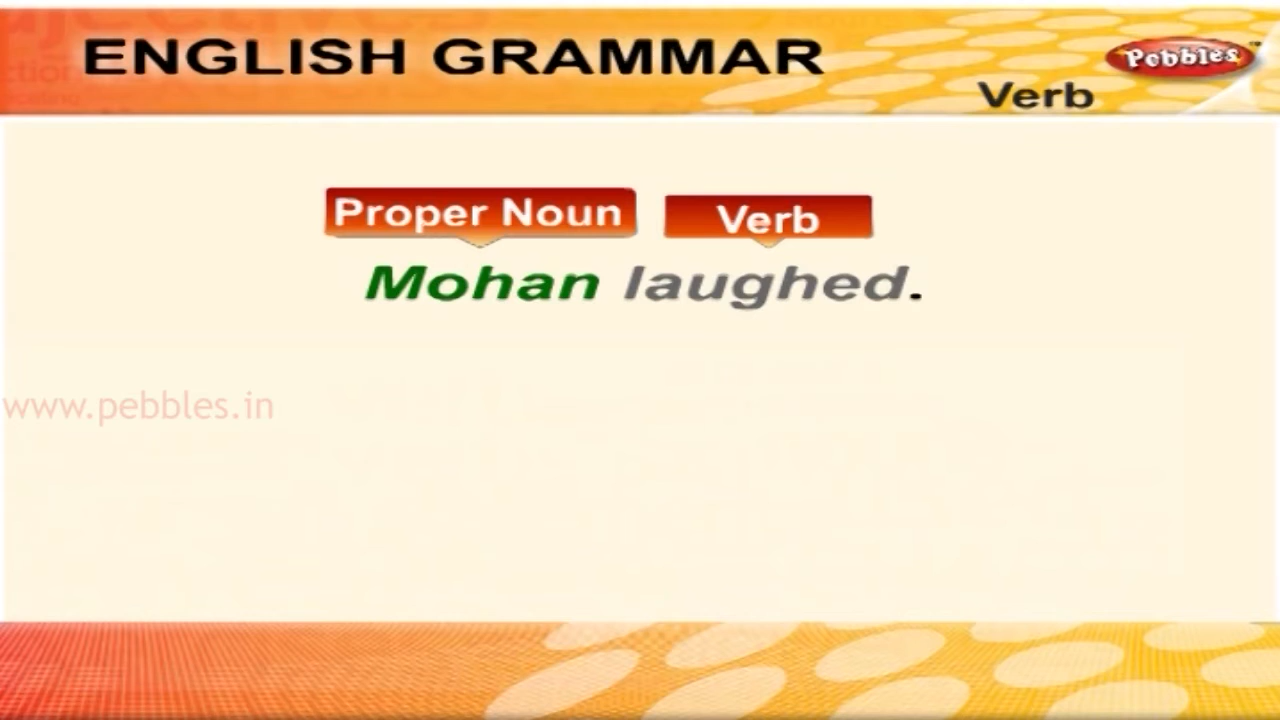 ENGLISH GRAMMAR
Pebbles
Verb
Proper Noun Verb
Mohan laughed.
www.pebbles.in